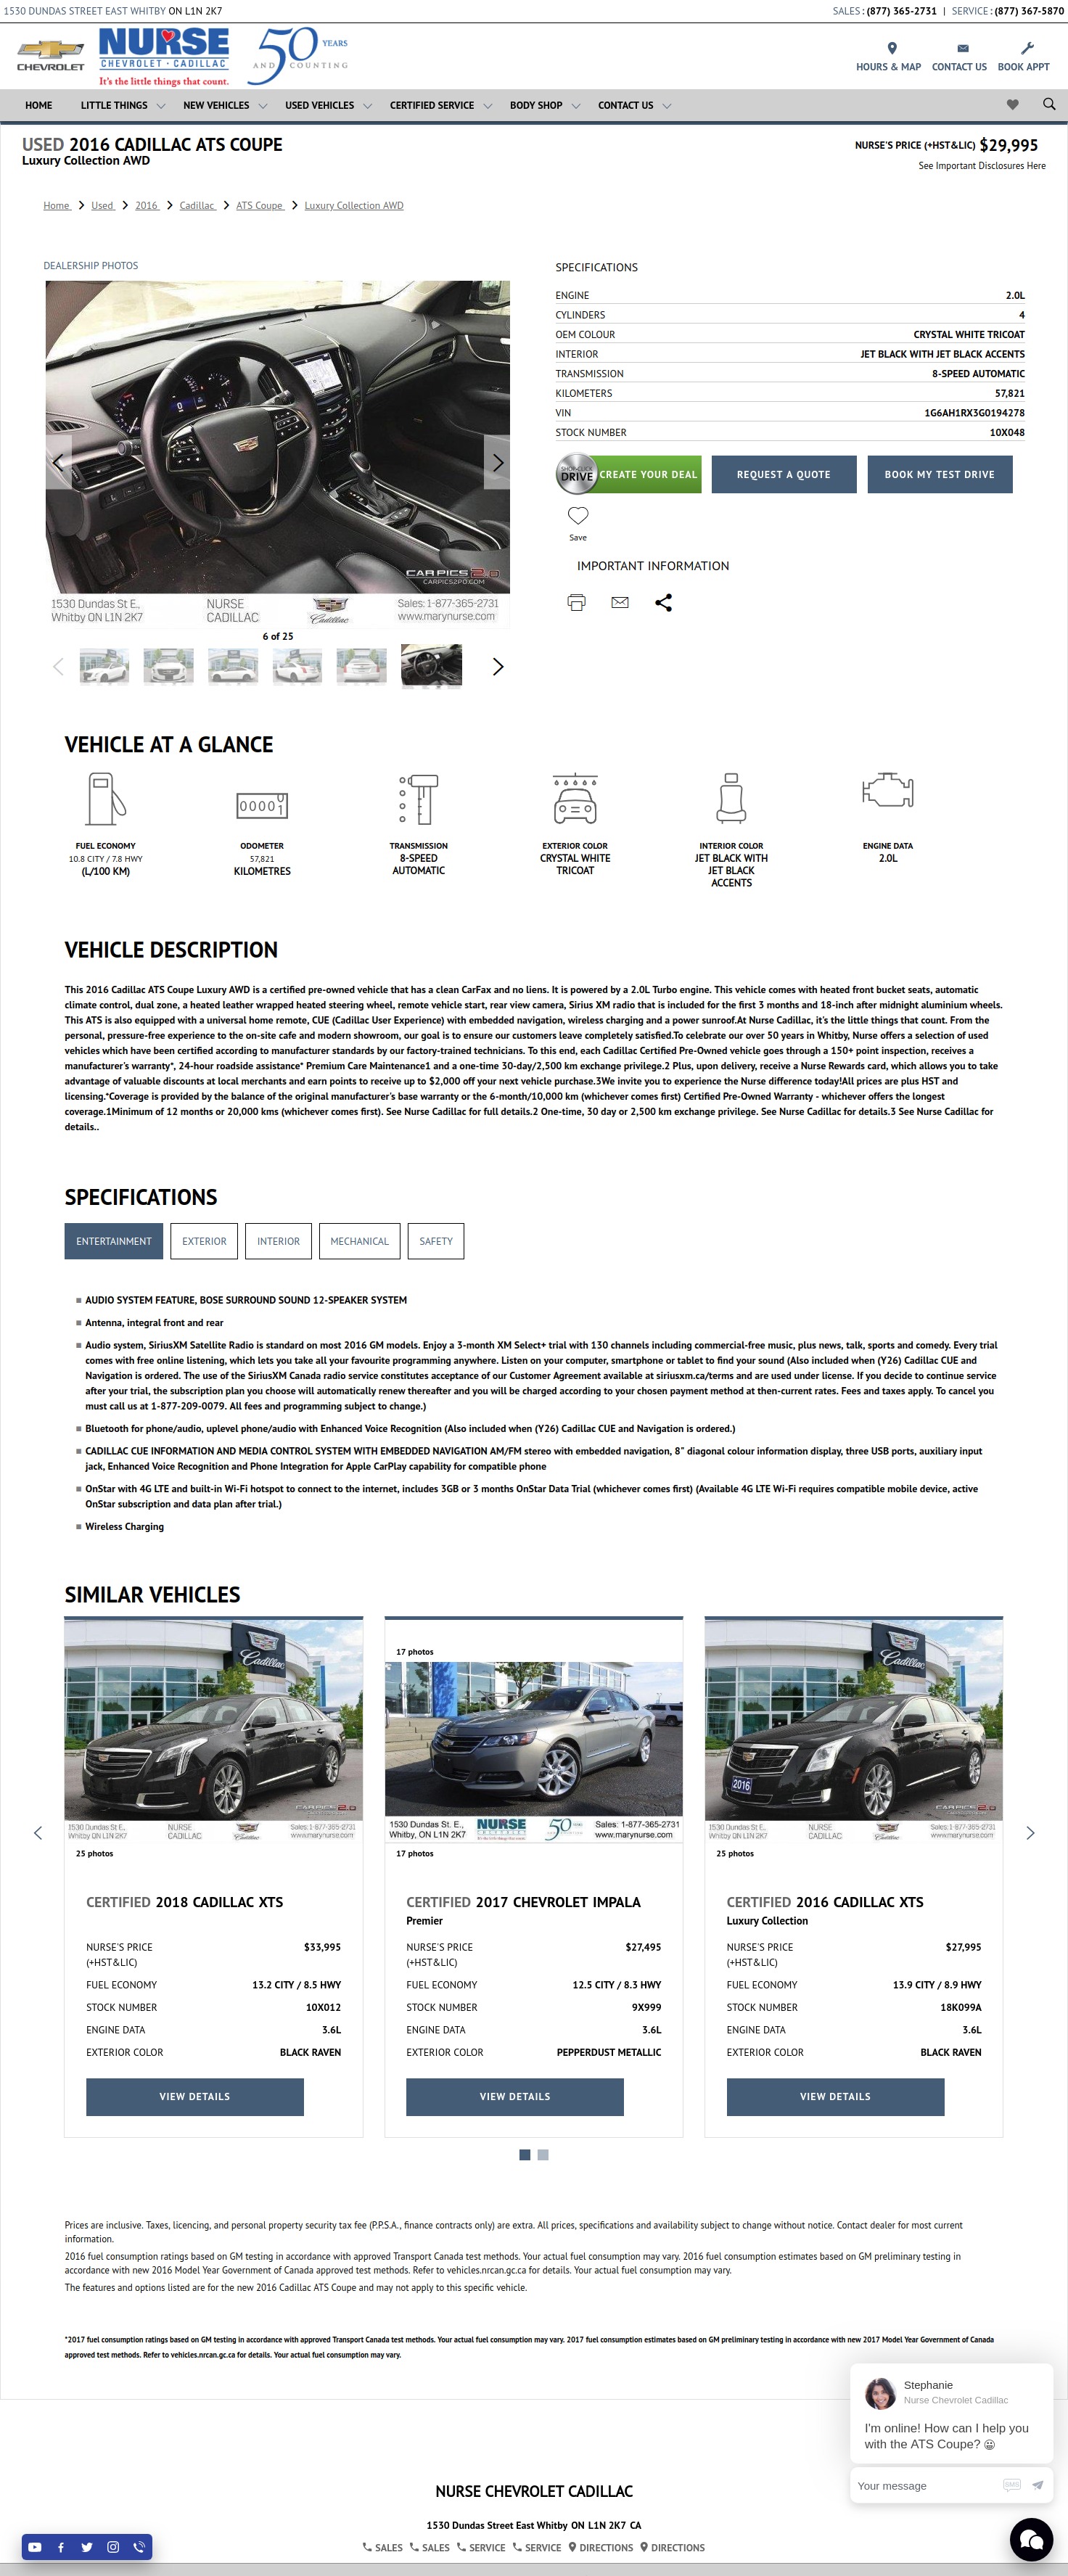 1530 DUNDAS STREET EAST WHITBY ON L1N 2K7
SALES : (877) 365-2731 | SERVICE : (877) 367-5870
CHEVROLET
NURSE
CHEVROLET · CADILLAC
It's the little things that count.
50 YEARS
AND COUNTING
HOURS & MAP CONTACT US BOOK APPT
HOME LITTLE THINGS NEW VEHICLES USED VEHICLES CERTIFIED SERVICE BODY SHOP CONTACT US
USED 2016 CADILLAC ATS COUPE
Luxury Collection AWD
NURSE'S PRICE (+HST&LIC) $29,995
See Important Disclosures Here
Home > Used > 2016 > Cadillac > ATS Coupe > Luxury Collection AWD
DEALERSHIP PHOTOS
CARPICS2.0
CARPICS2P0.COM
1530 Dundas St E.,
Whitby ON L1N 2K7
NURSE
CADILLAC
Cadillac
Sales: 1-877-365-2731
www.marynurse.com
6 of 25
SPECIFICATIONS
ENGINE 2.0L
CYLINDERS 4
OEM COLOUR CRYSTAL WHITE TRICOAT
INTERIOR JET BLACK WITH JET BLACK ACCENTS
TRANSMISSION 8-SPEED AUTOMATIC
KILOMETERS 57,821
VIN 1G6AH1RX3G0194278
STOCK NUMBER 10X048
SHOP·CLICK
DRIVE
CREATE YOUR DEAL
REQUEST A QUOTE
BOOK MY TEST DRIVE
Save
IMPORTANT INFORMATION
VEHICLE AT A GLANCE
FUEL ECONOMY
10.8 CITY / 7.8 HWY
(L/100 KM)
ODOMETER
57,821
KILOMETRES
TRANSMISSION
8-SPEED
AUTOMATIC
EXTERIOR COLOR
CRYSTAL WHITE
TRICOAT
INTERIOR COLOR
JET BLACK WITH
JET BLACK
ACCENTS
ENGINE DATA
2.0L
VEHICLE DESCRIPTION
This 2016 Cadillac ATS Coupe Luxury AWD is a certified pre-owned vehicle that has a clean CarFax and no liens. It is powered by a 2.0L Turbo engine. This vehicle comes with heated front bucket seats, automatic
climate control, dual zone, a heated leather wrapped heated steering wheel, remote vehicle start, rear view camera, Sirius XM radio that is included for the first 3 months and 18-inch after midnight aluminium wheels.
This ATS is also equipped with a universal home remote, CUE (Cadillac User Experience) with embedded navigation, wireless charging and a power sunroof.At Nurse Cadillac, it's the little things that count. From the
personal, pressure-free experience to the on-site cafe and modern showroom, our goal is to ensure our customers leave completely satisfied.To celebrate our over 50 years in Whitby, Nurse offers a selection of used
vehicles which have been certified according to manufacturer standards by our factory-trained technicians. To this end, each Cadillac Certified Pre-Owned vehicle goes through a 150+ point inspection, receives a
manufacturer's warranty*, 24-hour roadside assistance* Premium Care Maintenance1 and a one-time 30-day/2,500 km exchange privilege.2 Plus, upon delivery, receive a Nurse Rewards card, which allows you to take
advantage of valuable discounts at local merchants and earn points to receive up to $2,000 off your next vehicle purchase.3We invite you to experience the Nurse difference today!All prices are plus HST and
licensing.*Coverage is provided by the balance of the original manufacturer's base warranty or the 6-month/10,000 km (whichever comes first) Certified Pre-Owned Warranty - whichever offers the longest
coverage.1Minimum of 12 months or 20,000 kms (whichever comes first). See Nurse Cadillac for full details.2 One-time, 30 day or 2,500 km exchange privilege. See Nurse Cadillac for details.3 See Nurse Cadillac for
details..
SPECIFICATIONS
ENTERTAINMENT EXTERIOR INTERIOR MECHANICAL SAFETY
AUDIO SYSTEM FEATURE, BOSE SURROUND SOUND 12-SPEAKER SYSTEM
Antenna, integral front and rear
Audio system, SiriusXM Satellite Radio is standard on most 2016 GM models. Enjoy a 3-month XM Select+ trial with 130 channels including commercial-free music, plus news, talk, sports and comedy. Every trial
comes with free online listening, which lets you take all your favourite programming anywhere. Listen on your computer, smartphone or tablet to find your sound (Also included when (Y26) Cadillac CUE and
Navigation is ordered. The use of the SiriusXM Canada radio service constitutes acceptance of our Customer Agreement available at siriusxm.ca/terms and are used under license. If you decide to continue service
after your trial, the subscription plan you choose will automatically renew thereafter and you will be charged according to your chosen payment method at then-current rates. Fees and taxes apply. To cancel you
must call us at 1-877-209-0079. All fees and programming subject to change.)
Bluetooth for phone/audio, uplevel phone/audio with Enhanced Voice Recognition (Also included when (Y26) Cadillac CUE and Navigation is ordered.)
CADILLAC CUE INFORMATION AND MEDIA CONTROL SYSTEM WITH EMBEDDED NAVIGATION AM/FM stereo with embedded navigation, 8" diagonal colour information display, three USB ports, auxiliary input
jack, Enhanced Voice Recognition and Phone Integration for Apple CarPlay capability for compatible phone
OnStar with 4G LTE and built-in Wi-Fi hotspot to connect to the internet, includes 3GB or 3 months OnStar Data Trial (whichever comes first) (Available 4G LTE Wi-Fi requires compatible mobile device, active
OnStar subscription and data plan after trial.)
Wireless Charging
SIMILAR VEHICLES
Cadillac
1530 Dundas St E.,
Whitby ON L1N 2K7
NURSE
CADILLAC
Sales: 1-877-365-2731
www.marynurse.com
25 photos
CERTIFIED 2018 CADILLAC XTS
NURSE'S PRICE
(+HST&LIC)
$33,995
FUEL ECONOMY 13.2 CITY / 8.5 HWY
STOCK NUMBER 10X012
ENGINE DATA 3.6L
EXTERIOR COLOR BLACK RAVEN
VIEW DETAILS
17 photos
1530 Dundas St. E.,
Whitby, ON L1N 2K7
NURSE
50
Sales: 1-877-365-2731
www.marynurse.com
17 photos
CERTIFIED 2017 CHEVROLET IMPALA
Premier
NURSE'S PRICE
(+HST&LIC)
$27,495
FUEL ECONOMY 12.5 CITY / 8.3 HWY
STOCK NUMBER 9X999
ENGINE DATA 3.6L
EXTERIOR COLOR PEPPERDUST METALLIC
VIEW DETAILS
Cadillac
2016
1530 Dundas St E.,
Whitby ON L1N 2K7
NURSE
CADILLAC
Sales: 1-877-365-2731
www.marynurse.com
25 photos
CERTIFIED 2016 CADILLAC XTS
Luxury Collection
NURSE'S PRICE
(+HST&LIC)
$27,995
FUEL ECONOMY 13.9 CITY / 8.9 HWY
STOCK NUMBER 18K099A
ENGINE DATA 3.6L
EXTERIOR COLOR BLACK RAVEN
VIEW DETAILS
Prices are inclusive. Taxes, licencing, and personal property security tax fee (P.P.S.A., finance contracts only) are extra. All prices, specifications and availability subject to change without notice. Contact dealer for most current
information.
2016 fuel consumption ratings based on GM testing in accordance with approved Transport Canada test methods. Your actual fuel consumption may vary. 2016 fuel consumption estimates based on GM preliminary testing in
accordance with new 2016 Model Year Government of Canada approved test methods. Refer to vehicles.nrcan.gc.ca for details. Your actual fuel consumption may vary.
The features and options listed are for the new 2016 Cadillac ATS Coupe and may not apply to this specific vehicle.
*2017 fuel consumption ratings based on GM testing in accordance with approved Transport Canada test methods. Your actual fuel consumption may vary. 2017 fuel consumption estimates based on GM preliminary testing in accordance with new 2017 Model Year Government of Canada
approved test methods. Refer to vehicles.nrcan.gc.ca for details. Your actual fuel consumption may vary.
Stephanie
Nurse Chevrolet Cadillac
I'm online! How can I help you
with the ATS Coupe? 😀
Your message
SMS
NURSE CHEVROLET CADILLAC
1530 Dundas Street East Whitby ON L1N 2K7 CA
SALES SALES SERVICE SERVICE DIRECTIONS DIRECTIONS